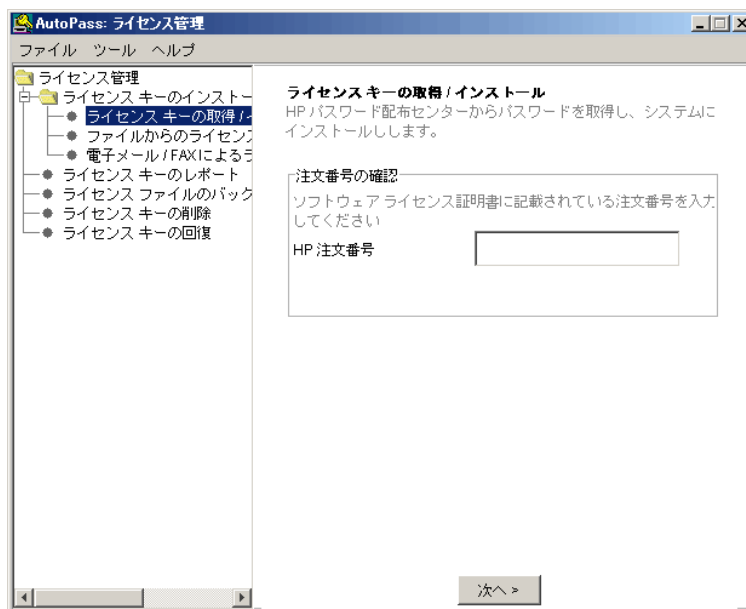 AutoPass: ライセンス管理
ファイル ツール ヘルプ
ライセンス管理
ライセンス キーのインストー
ライセンス キーの取得 / イ
ファイルからのライセンス
電子メール / FAXによるラ
ライセンス キーのレポート
ライセンス ファイルのバック
ライセンス キーの削除
ライセンス キーの回復
ライセンス キーの取得 / インストール
HP パスワード配布センターからパスワードを取得し、システムに
インストールしします。
注文番号の確認
ソフトウェア ライセンス証明書に記載されている注文番号を入力
してください
HP 注文番号
次へ >